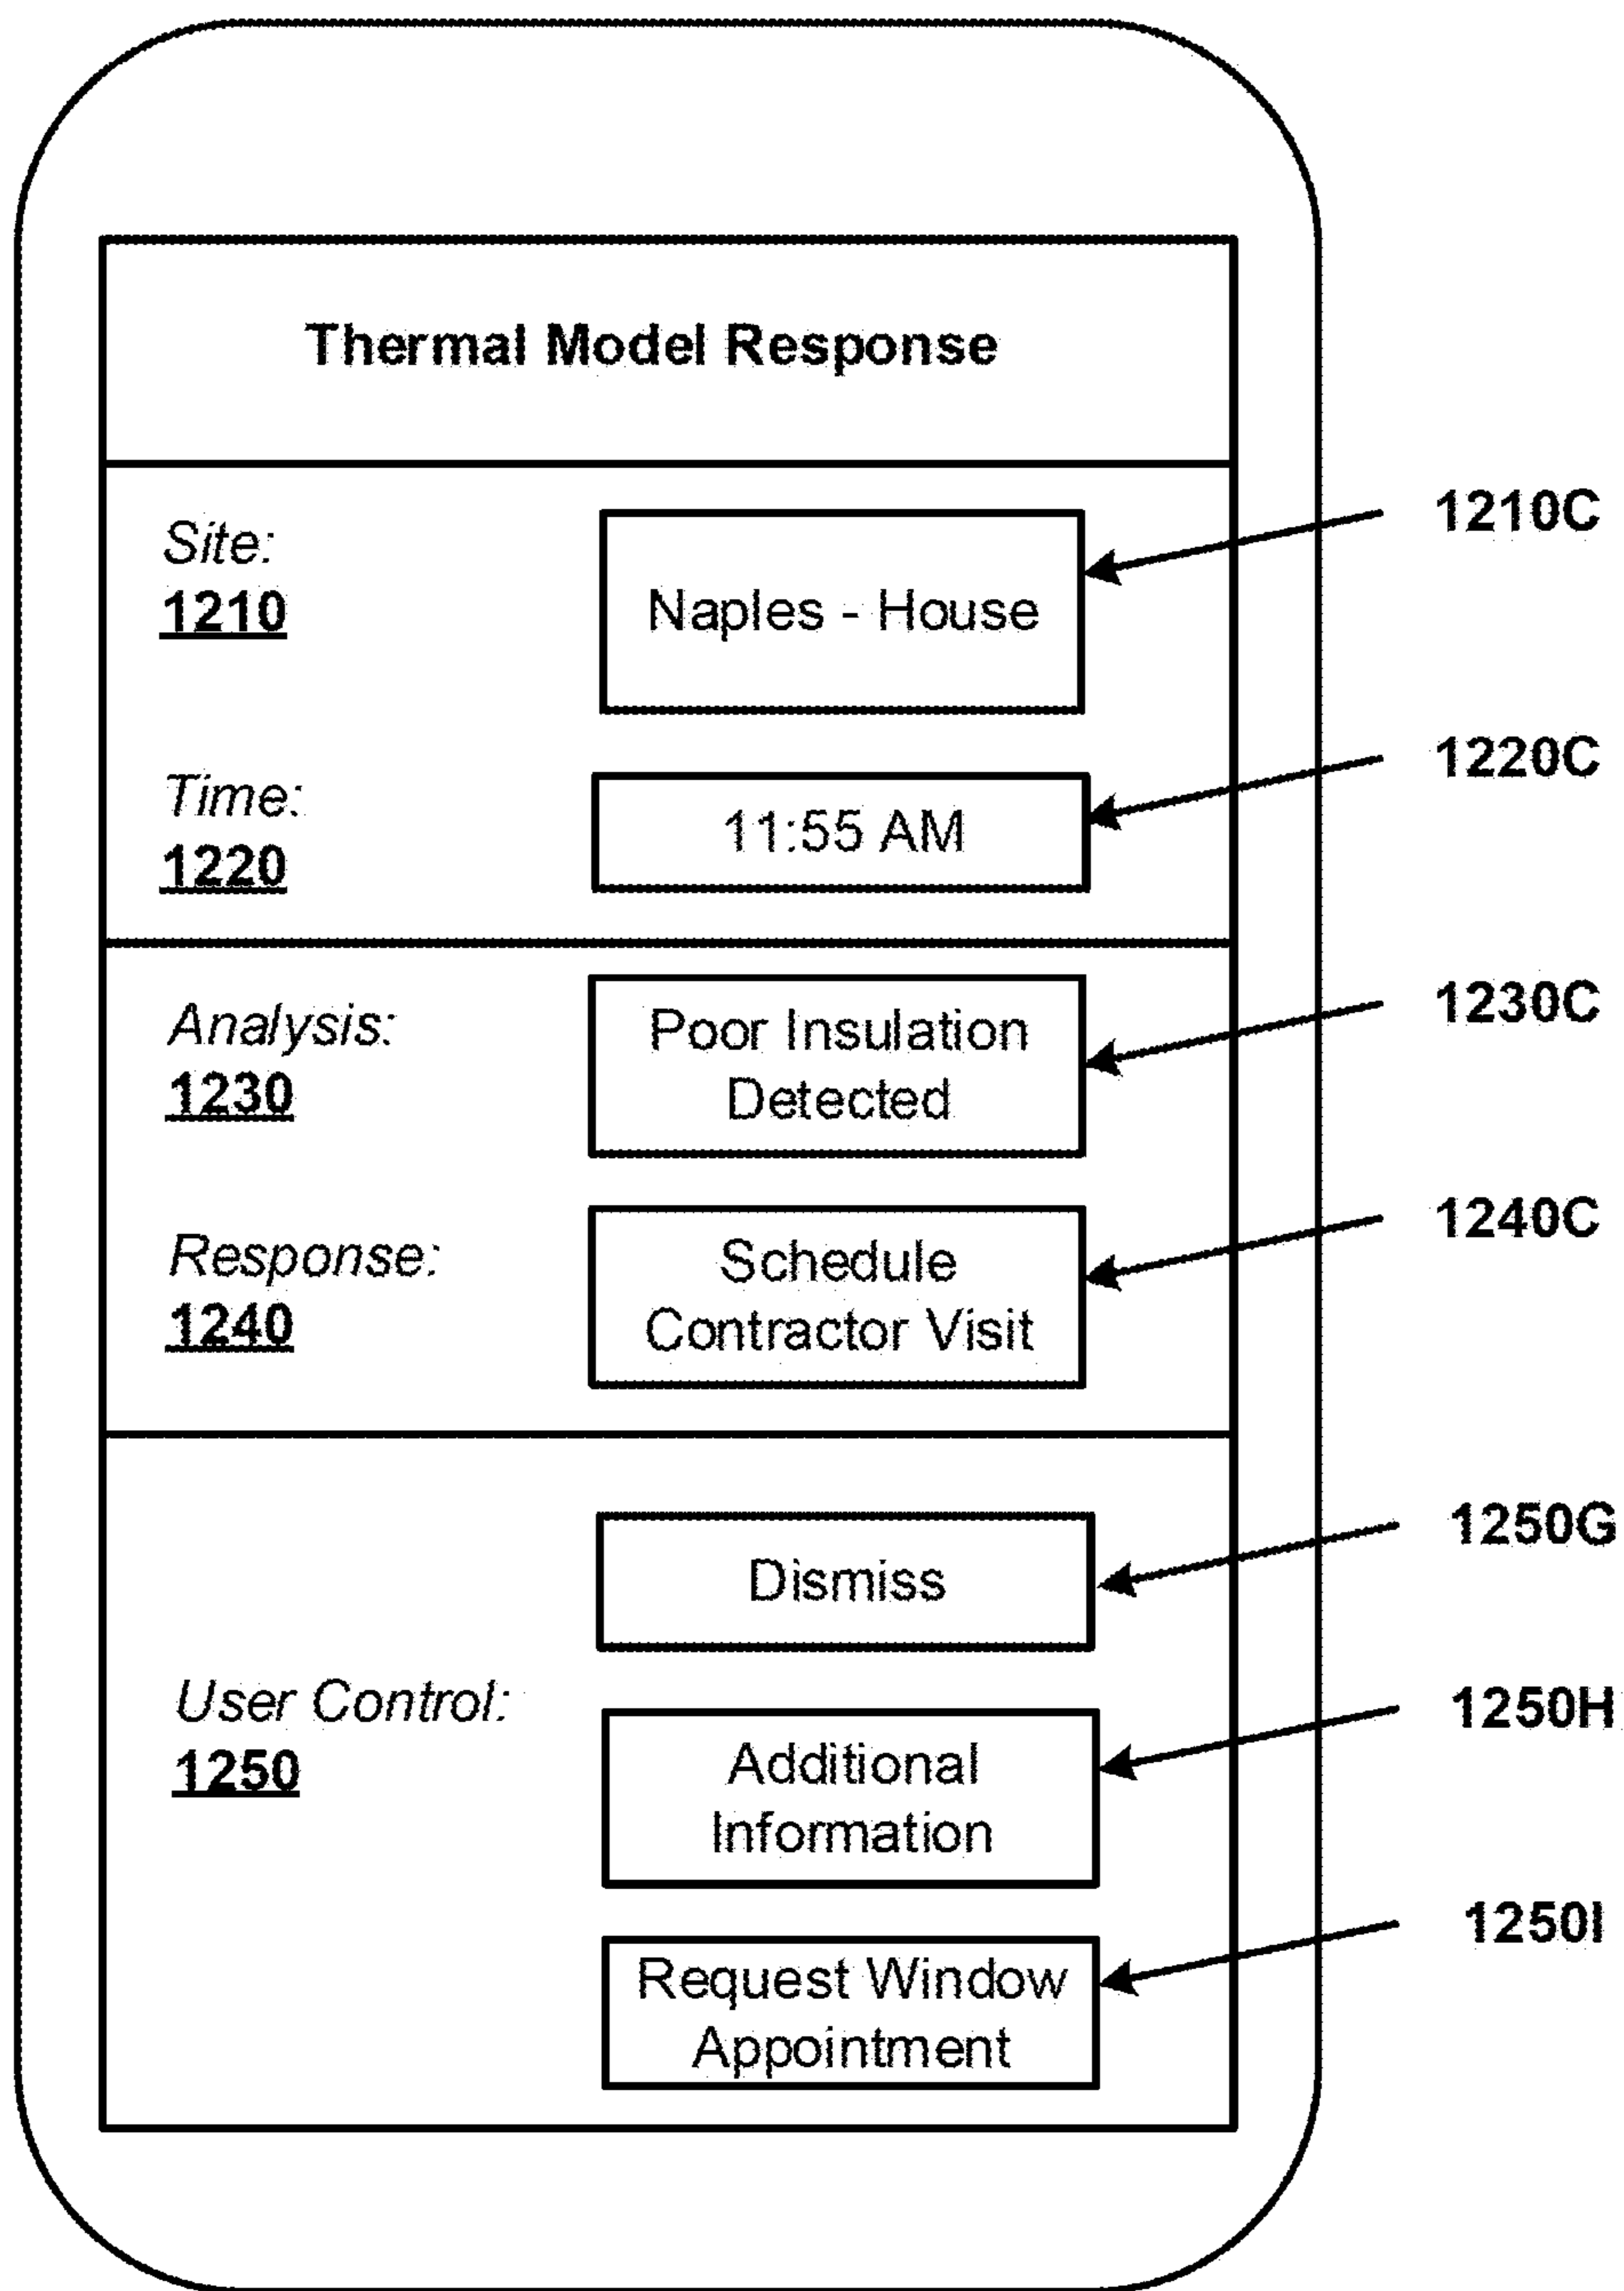 Thermal Model Response
Site:
1210
Naples - House
1210C
Time:
1220
11:55 AM
1220C
Analysis:
1230
Poor Insulation
Detected
1230C
Response:
1240
Schedule
Contractor Visit
1240C
User Control:
1250
Dismiss
1250G
Additional
Information
1250H
Request Window
Appointment
1250I